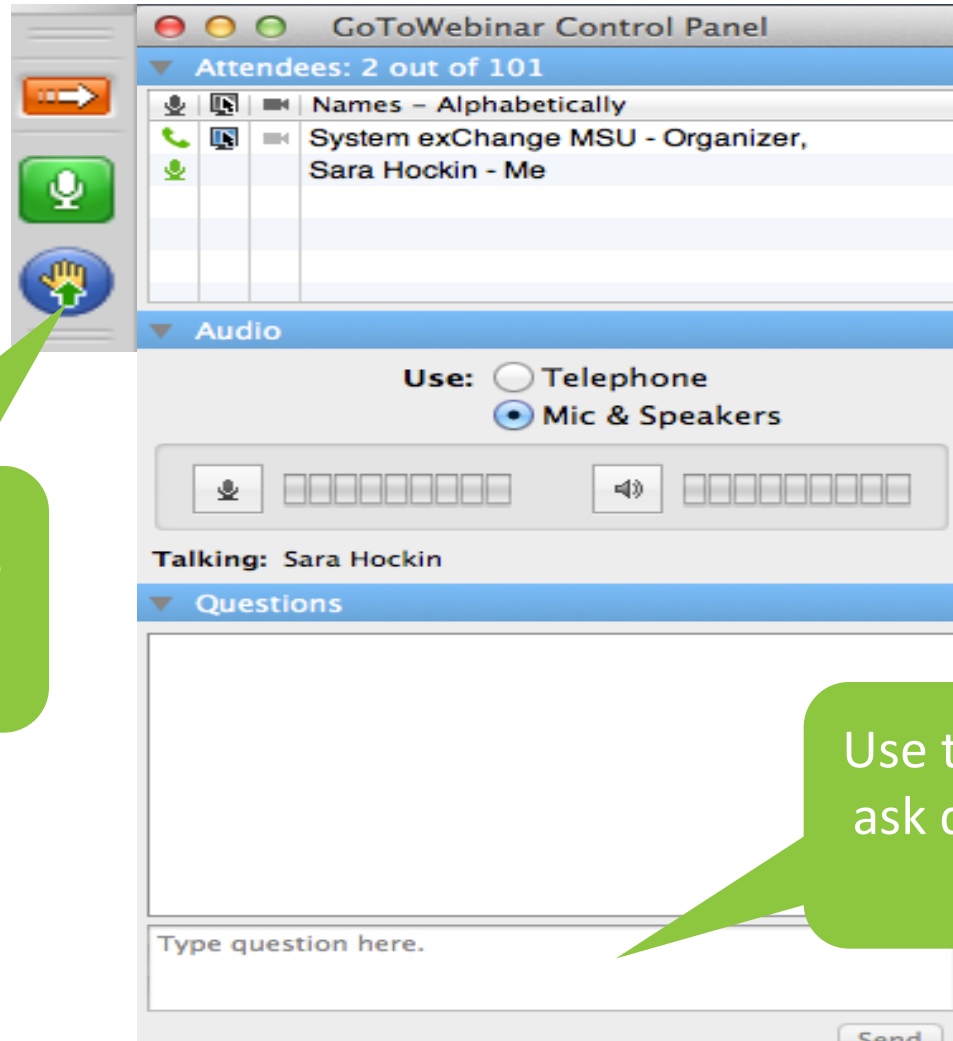 GoToWebinar Control Panel
Attendees: 2 out of 101
Names – Alphabetically
System exChange MSU - Organizer,
Sara Hockin - Me
Audio
Use: Telephone
Mic & Speakers
Talking: Sara Hockin
Questions
Use
ask
Type question here.
Send